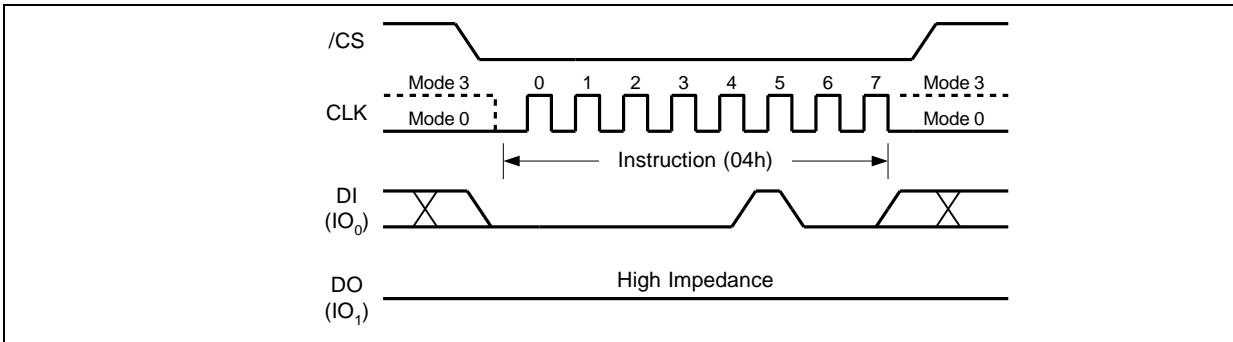 /CS
Mode 3 0 1 2 3 4 5 6 7 Mode 3
CLK
Mode 0 Mode 0
Instruction (04h)
DI
(IO0)
High Impedance
DO
(IO1)